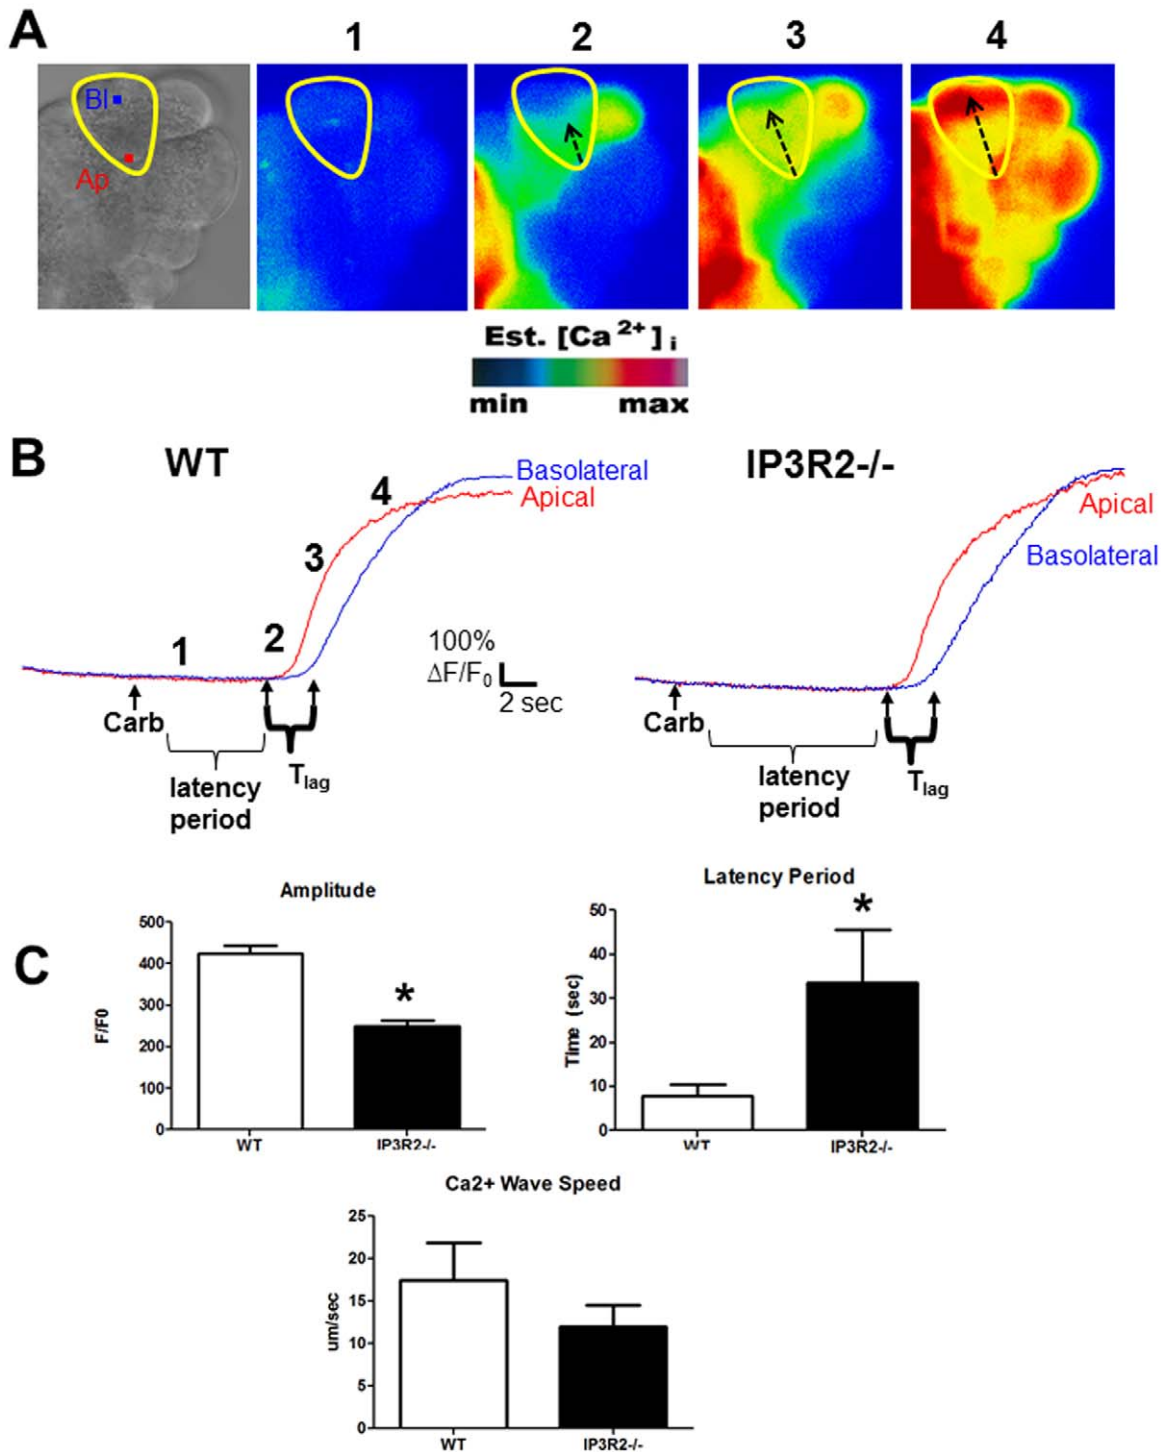 A
1 2 3 4
Bl
Ap
Est. [Ca 2+] i
min max
B
WT
IP3R2-/-
Basolateral
Apical
4
3
2
1
Apical
Basolateral
100%
ΔF/F0
2 sec
Carb
Tlag
latency
period
Carb
Tlag
latency
period
C
Amplitude
500
400
300
200
100
0
F/F0
*
WT IP3R2-/-
Latency Period
50
40
30
20
10
0
Time (sec)
*
WT IP3R2-/-
Ca2+ Wave Speed
25
20
15
10
5
0
um/sec
WT IP3R2-/-